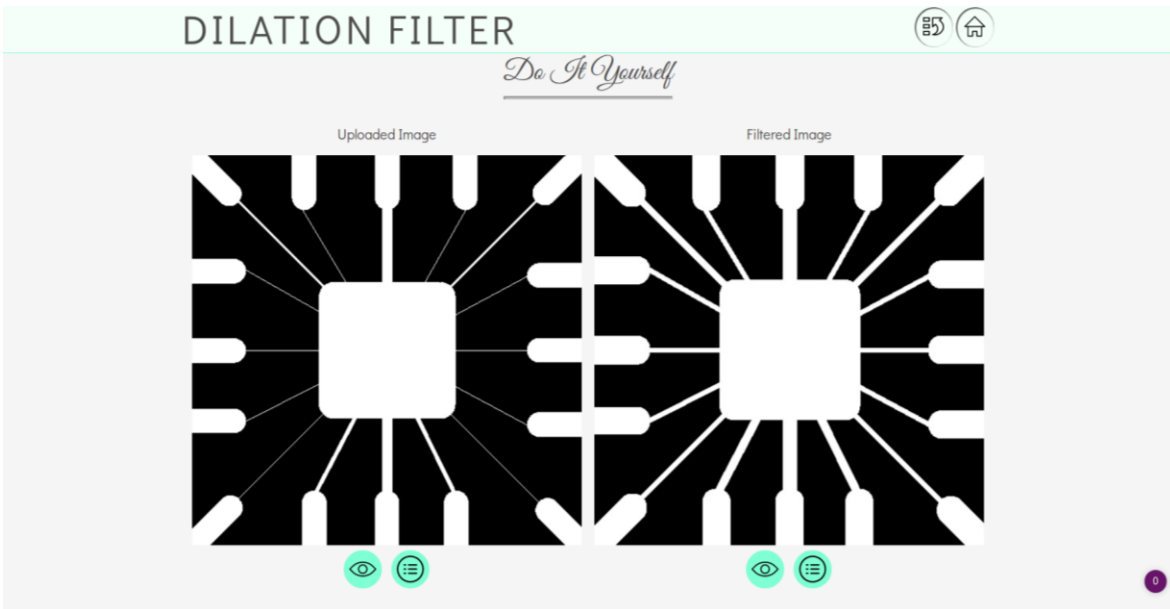 DILATION FILTER
Do It Yourself
Uploaded Image
Filtered Image
0